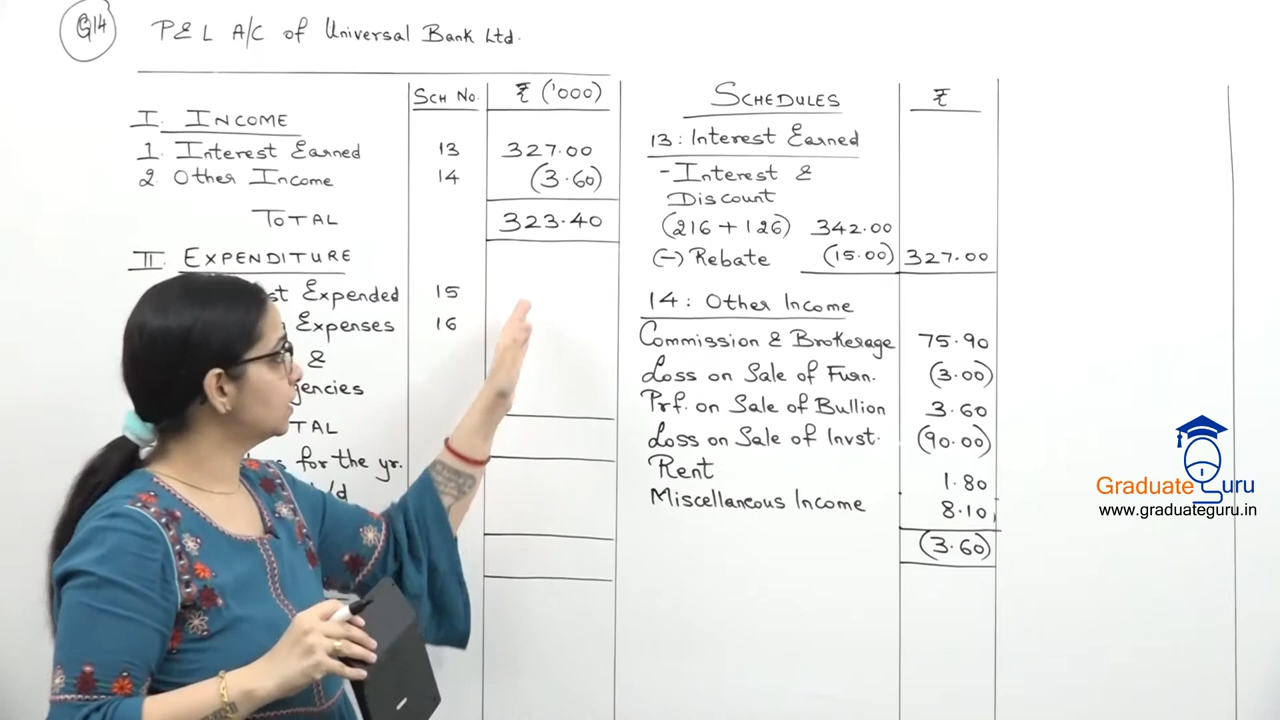 G14
P & L A/C of Universal Bank Ltd.
SCH NO. ₹ ('000)
I. INCOME
1. Interest Earned 13 327.00
2. Other Income 14 (3.60)
TOTAL 323.40
II EXPENDITURE
st Expended 15
Expenses 16
&
gencies
TAL
for the yr.
/d
SCHEDULES ₹
13: Interest Earned
- Interest &
Discount
(216 + 126) 342.00
(-) Rebate (15.00) 327.00
14: Other Income
Commission & Brokerage 75.90
Loss on Sale of Furn. (3.00)
Prf. on Sale of Bullion 3.60
Loss on Sale of Invst. (90.00)
Rent 1.80
Miscellaneous Income 8.10
(3.60)
Graduate Guru
www.graduateguru.in